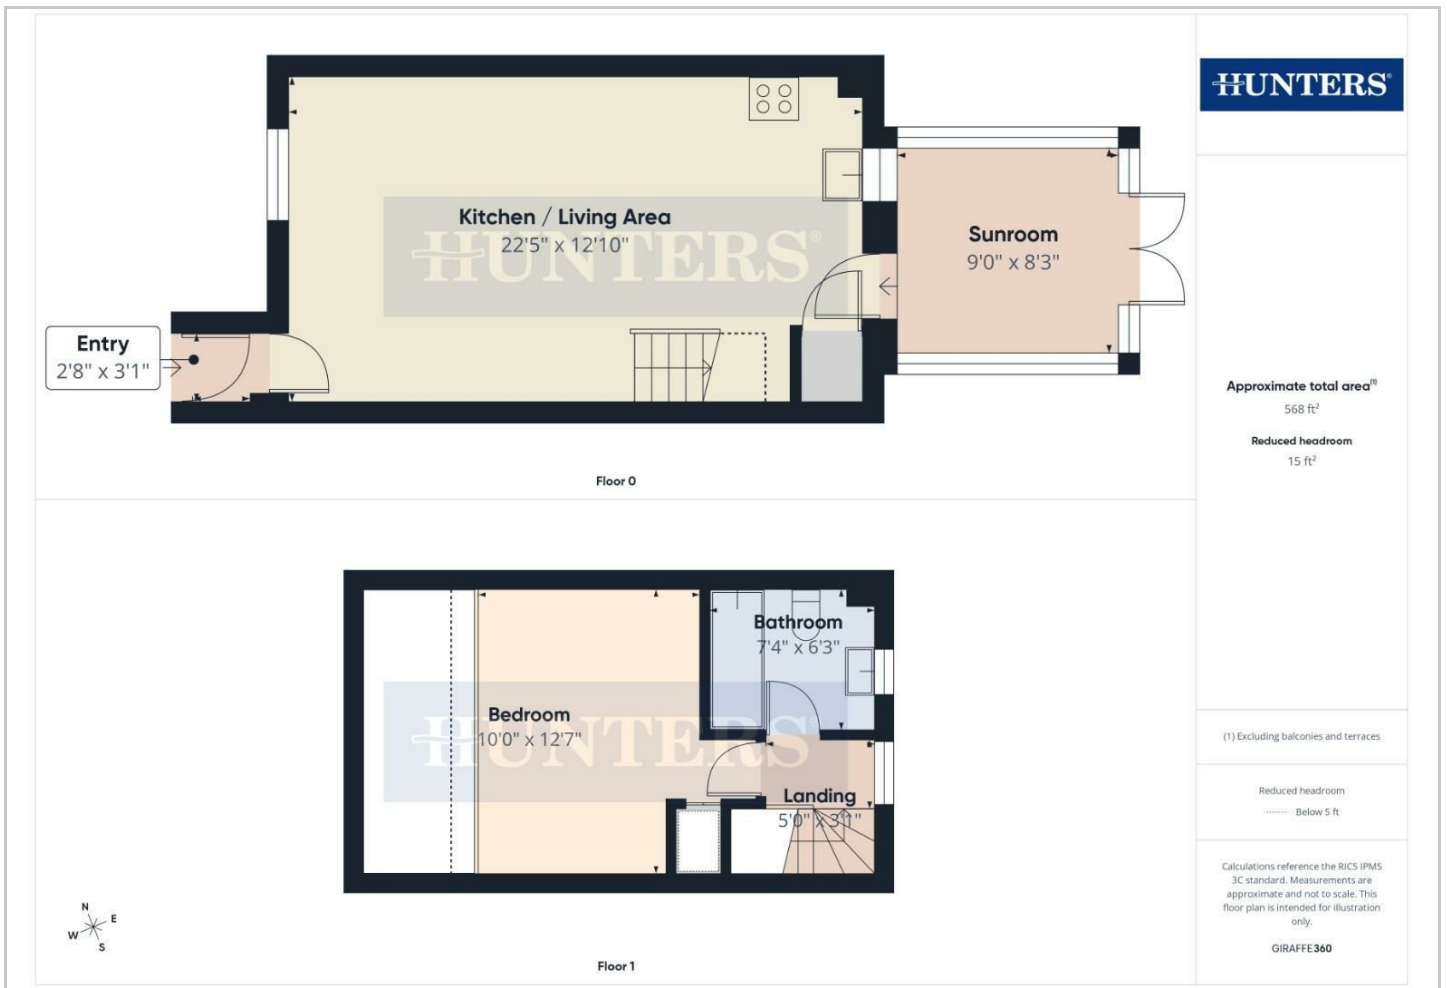 Kitchen / Living Area
22'5" x 12'10"
HUNTERS®
Sunroom
9'0" x 8'3"
Entry
2'8" x 3'1"
Floor 0
Bedroom
10'0" x 12'7"
HUNTERS®
Bathroom
7'4" x 6'3"
Landing
5'0" x 3'1"
N
E
W
S
Floor 1
HUNTERS®
Approximate total area(1)
568 ft²
Reduced headroom
15 ft²
(1) Excluding balconies and terraces
Reduced headroom
Below 5 ft
Calculations reference the RICS IPMS
3C standard. Measurements are
approximate and not to scale. This
floor plan is intended for illustration
only.
GIRAFFE360